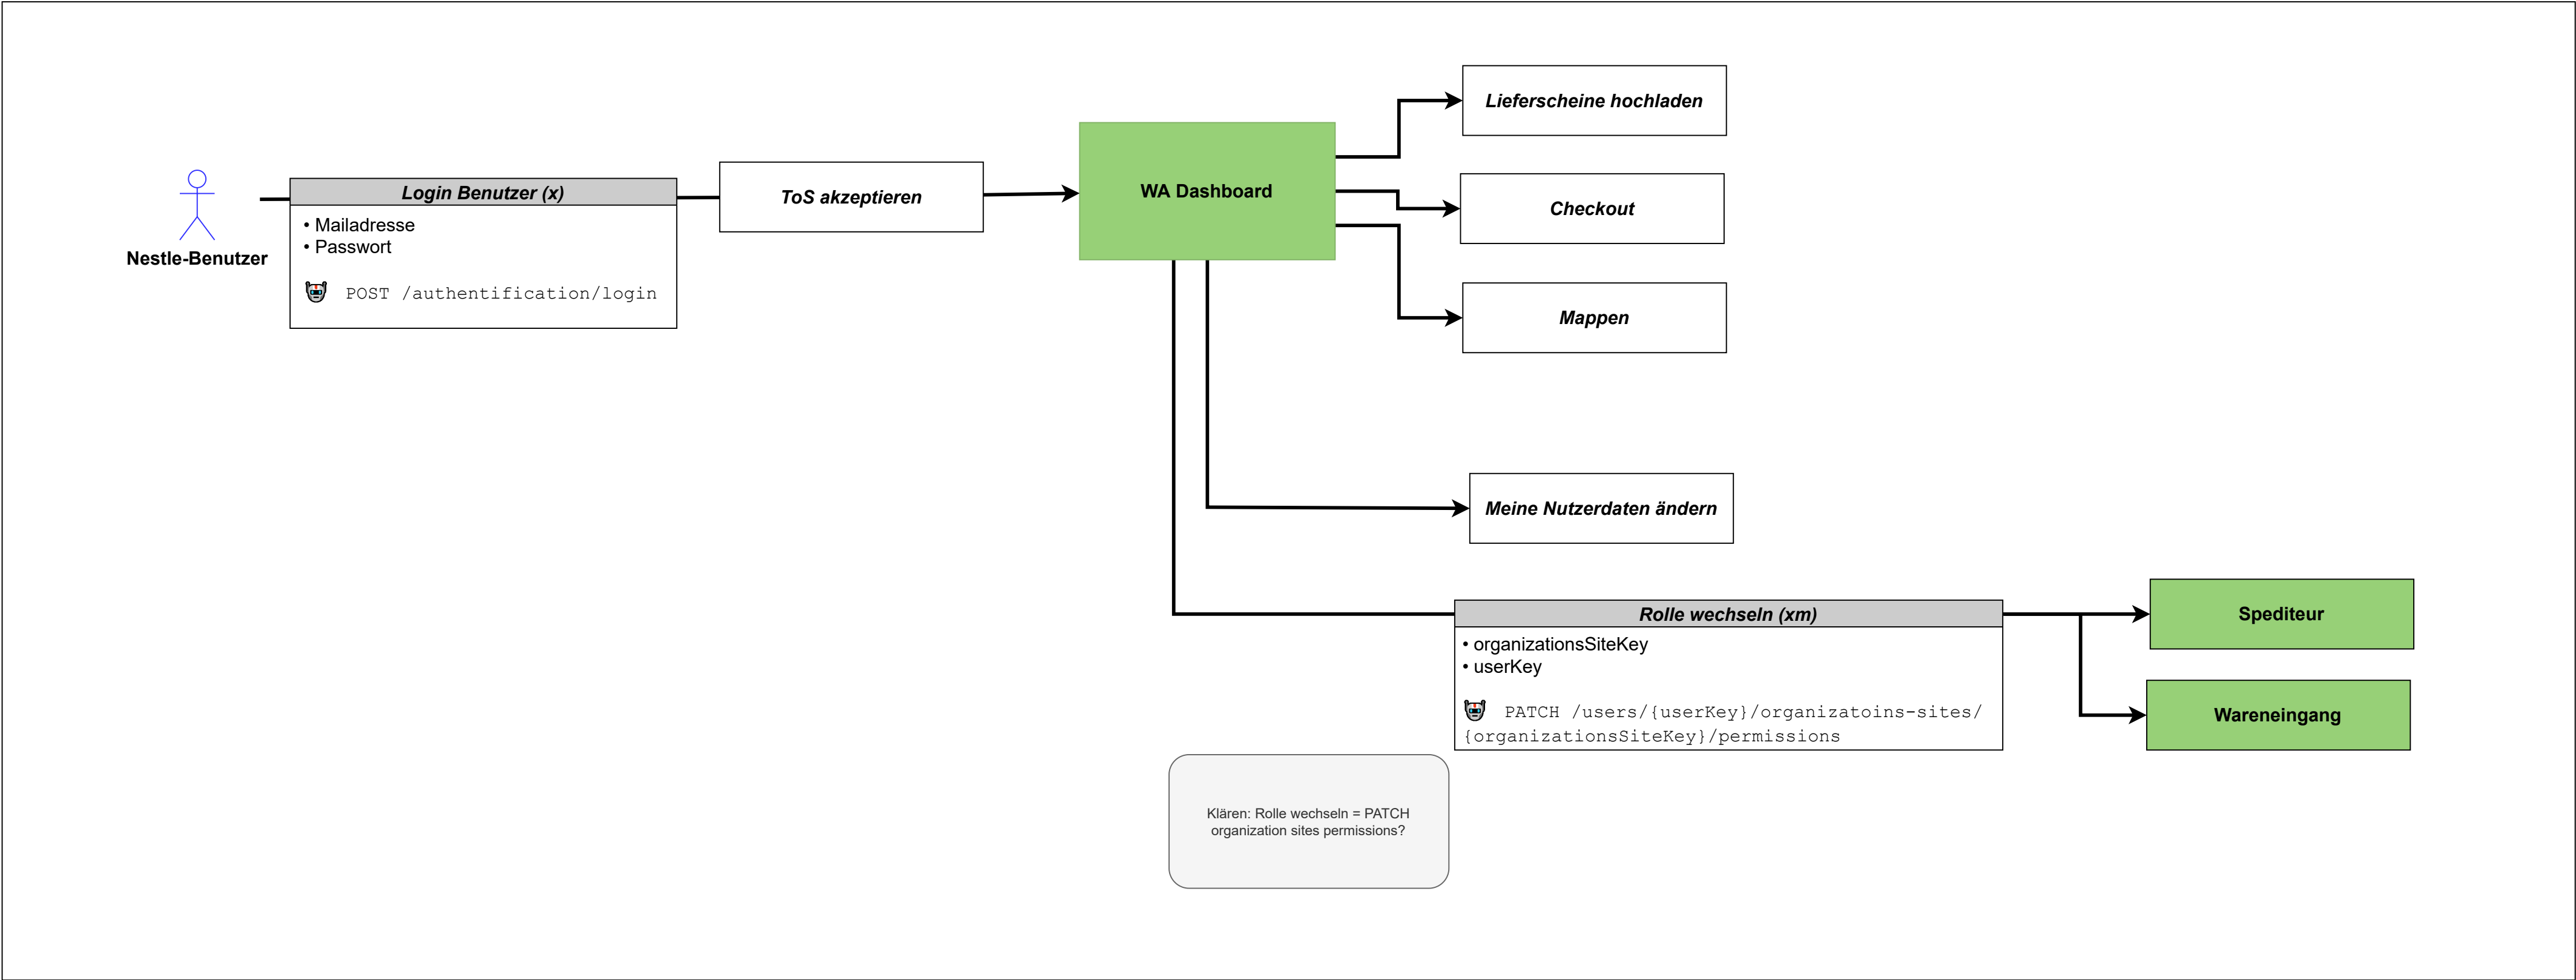 Nestle-Benutzer
Login Benutzer (x)
• Mailadresse
• Passwort
POST /authentification/login
ToS akzeptieren
WA Dashboard
Lieferscheine hochladen
Checkout
Mappen
Meine Nutzerdaten ändern
Rolle wechseln (xm)
• organizationsSiteKey
• userKey
PATCH /users/{userKey}/organizatoins-sites/
{organizationsSiteKey}/permissions
Spediteur
Wareneingang
Klären: Rolle wechseln = PATCH
organization sites permissions?